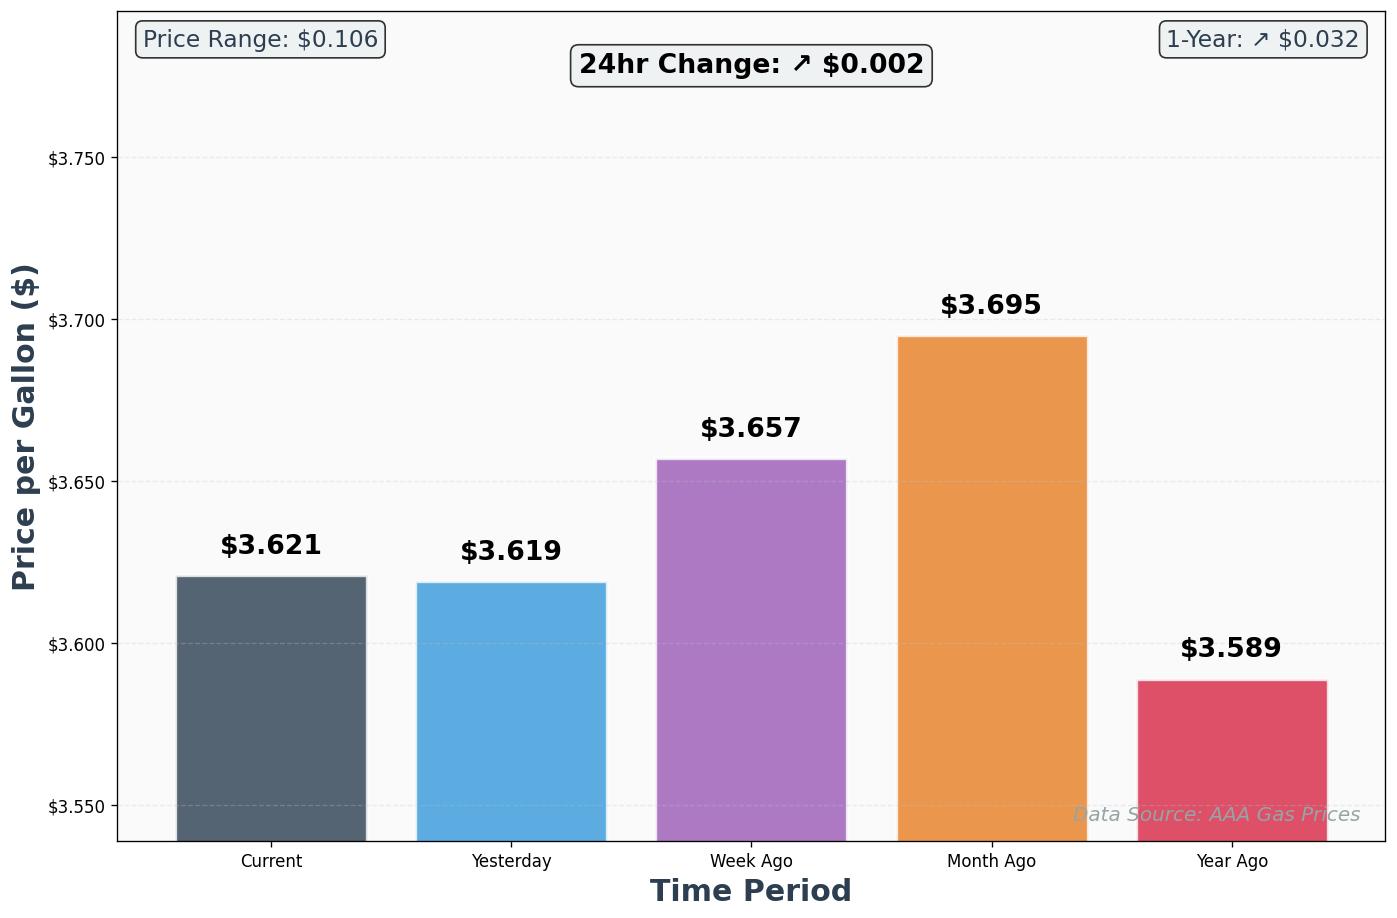 Price Range: $0.106
24hr Change: ↗ $0.002
1-Year: ↗ $0.032
Price per Gallon ($)
$3.750
$3.700
$3.650
$3.600
$3.550
$3.621
$3.619
$3.657
$3.695
$3.589
Data Source: AAA Gas Prices
Current
Yesterday
Week Ago
Month Ago
Year Ago
Time Period